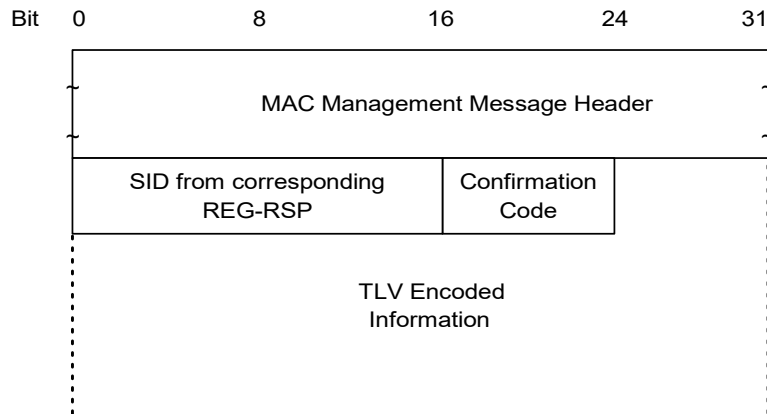 Bit 0 8 16 24 31
~ ~
MAC Management Message Header
~ ~
SID from corresponding
REG-RSP
Confirmation
Code
TLV Encoded
Information